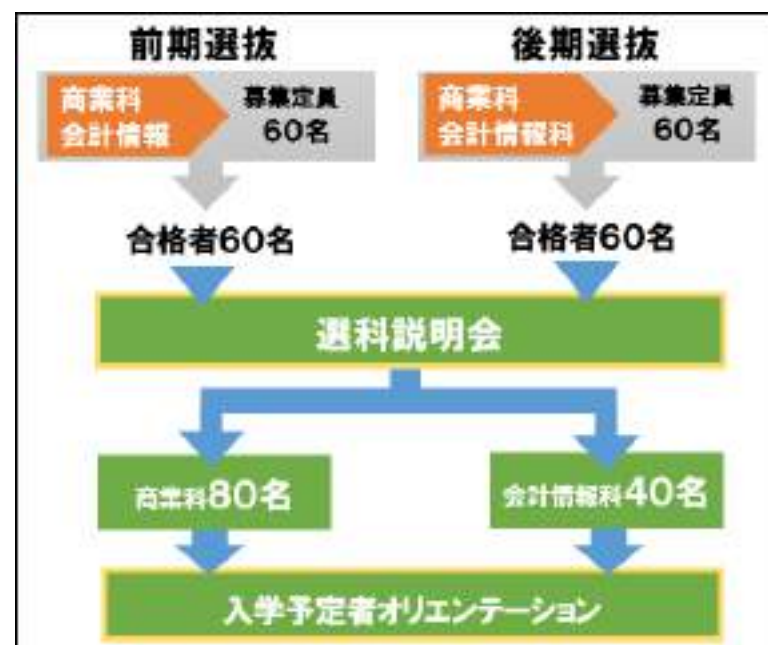 前期選抜
商業科
会計情報
募集定員
60名
合格者60名
後期選抜
商業科
会計情報科
募集定員
60名
合格者60名
選科説明会
商業科80名
会計情報科40名
入学予定者オリエンテーション